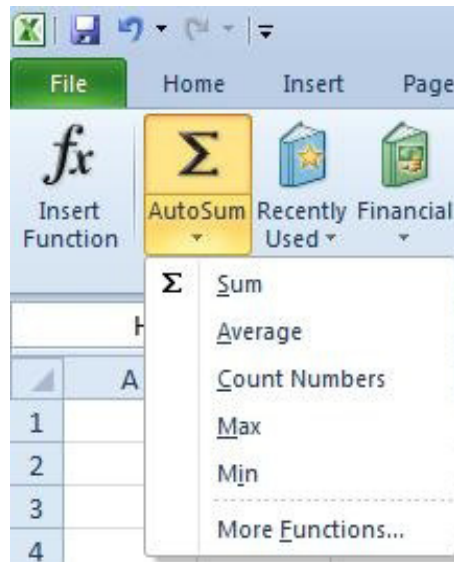 File Home Insert Page
fx Σ
Insert AutoSum Recently Financial
Function Used
Σ Sum
Average
Count Numbers
Max
Min
More Functions...
A
1
2
3
4